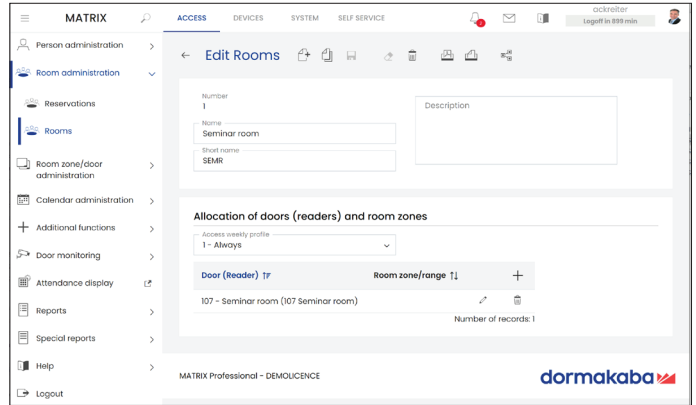 MATRIX
ACCESS
DEVICES
SYSTEM
SELF SERVICE
2
ackreiter
Logoff in 899 min
Person administration
Room administration
Reservations
Rooms
Room zone/door
administration
Calendar administration
Additional functions
Door monitoring
Attendance display
Reports
Special reports
Help
Logout
Edit Rooms
Number
1
Name
Seminar room
Short name
SEMR
Description
Allocation of doors (readers) and room zones
Access weekly profile
1 - Always
Door (Reader)
Room zone/range
107 - Seminar room (107 Seminar room)
Number of records: 1
MATRIX Professional - DEMOLICENCE
dormakaba